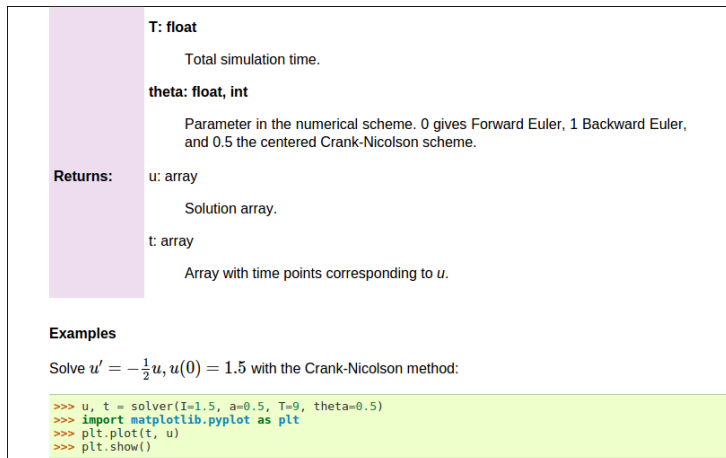 T: float
Total simulation time.
theta: float, int
Parameter in the numerical scheme. 0 gives Forward Euler, 1 Backward Euler,
and 0.5 the centered Crank-Nicolson scheme.
Returns: u: array
Solution array.
t: array
Array with time points corresponding to u.
Examples
Solve u′ = −½u, u(0) = 1.5 with the Crank-Nicolson method:
>>> u, t = solver(I=1.5, a=0.5, T=9, theta=0.5)
>>> import matplotlib.pyplot as plt
>>> plt.plot(t, u)
>>> plt.show()